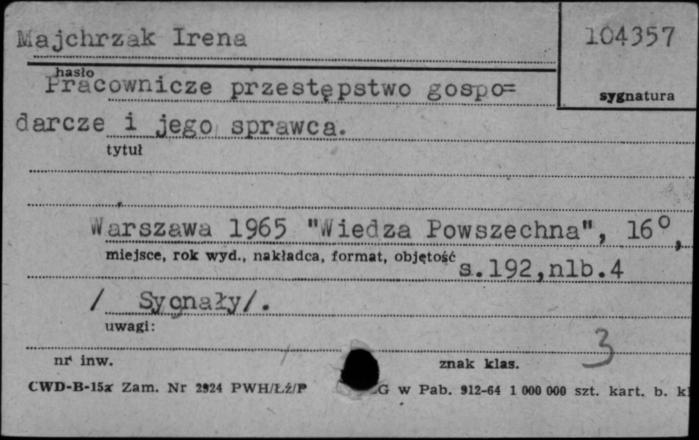 Majchrzak Irena
104357
hasło
Pracownicze przestępstwo gospo=
sygnatura
darcze i jego sprawca.
tytuł
Warszawa 1965 "Wiedza Powszechna", 16°,
miejsce, rok wyd., nakładca, format, objętość
s.192,nlb.4
/ Sygnały/.
uwagi:
3
nr inw.
znak klas.
CWD-B-15x Zam. Nr 2924 PWH/Ł2/P G w Pab. 912-64 1 000 000 szt. kart. b. kl